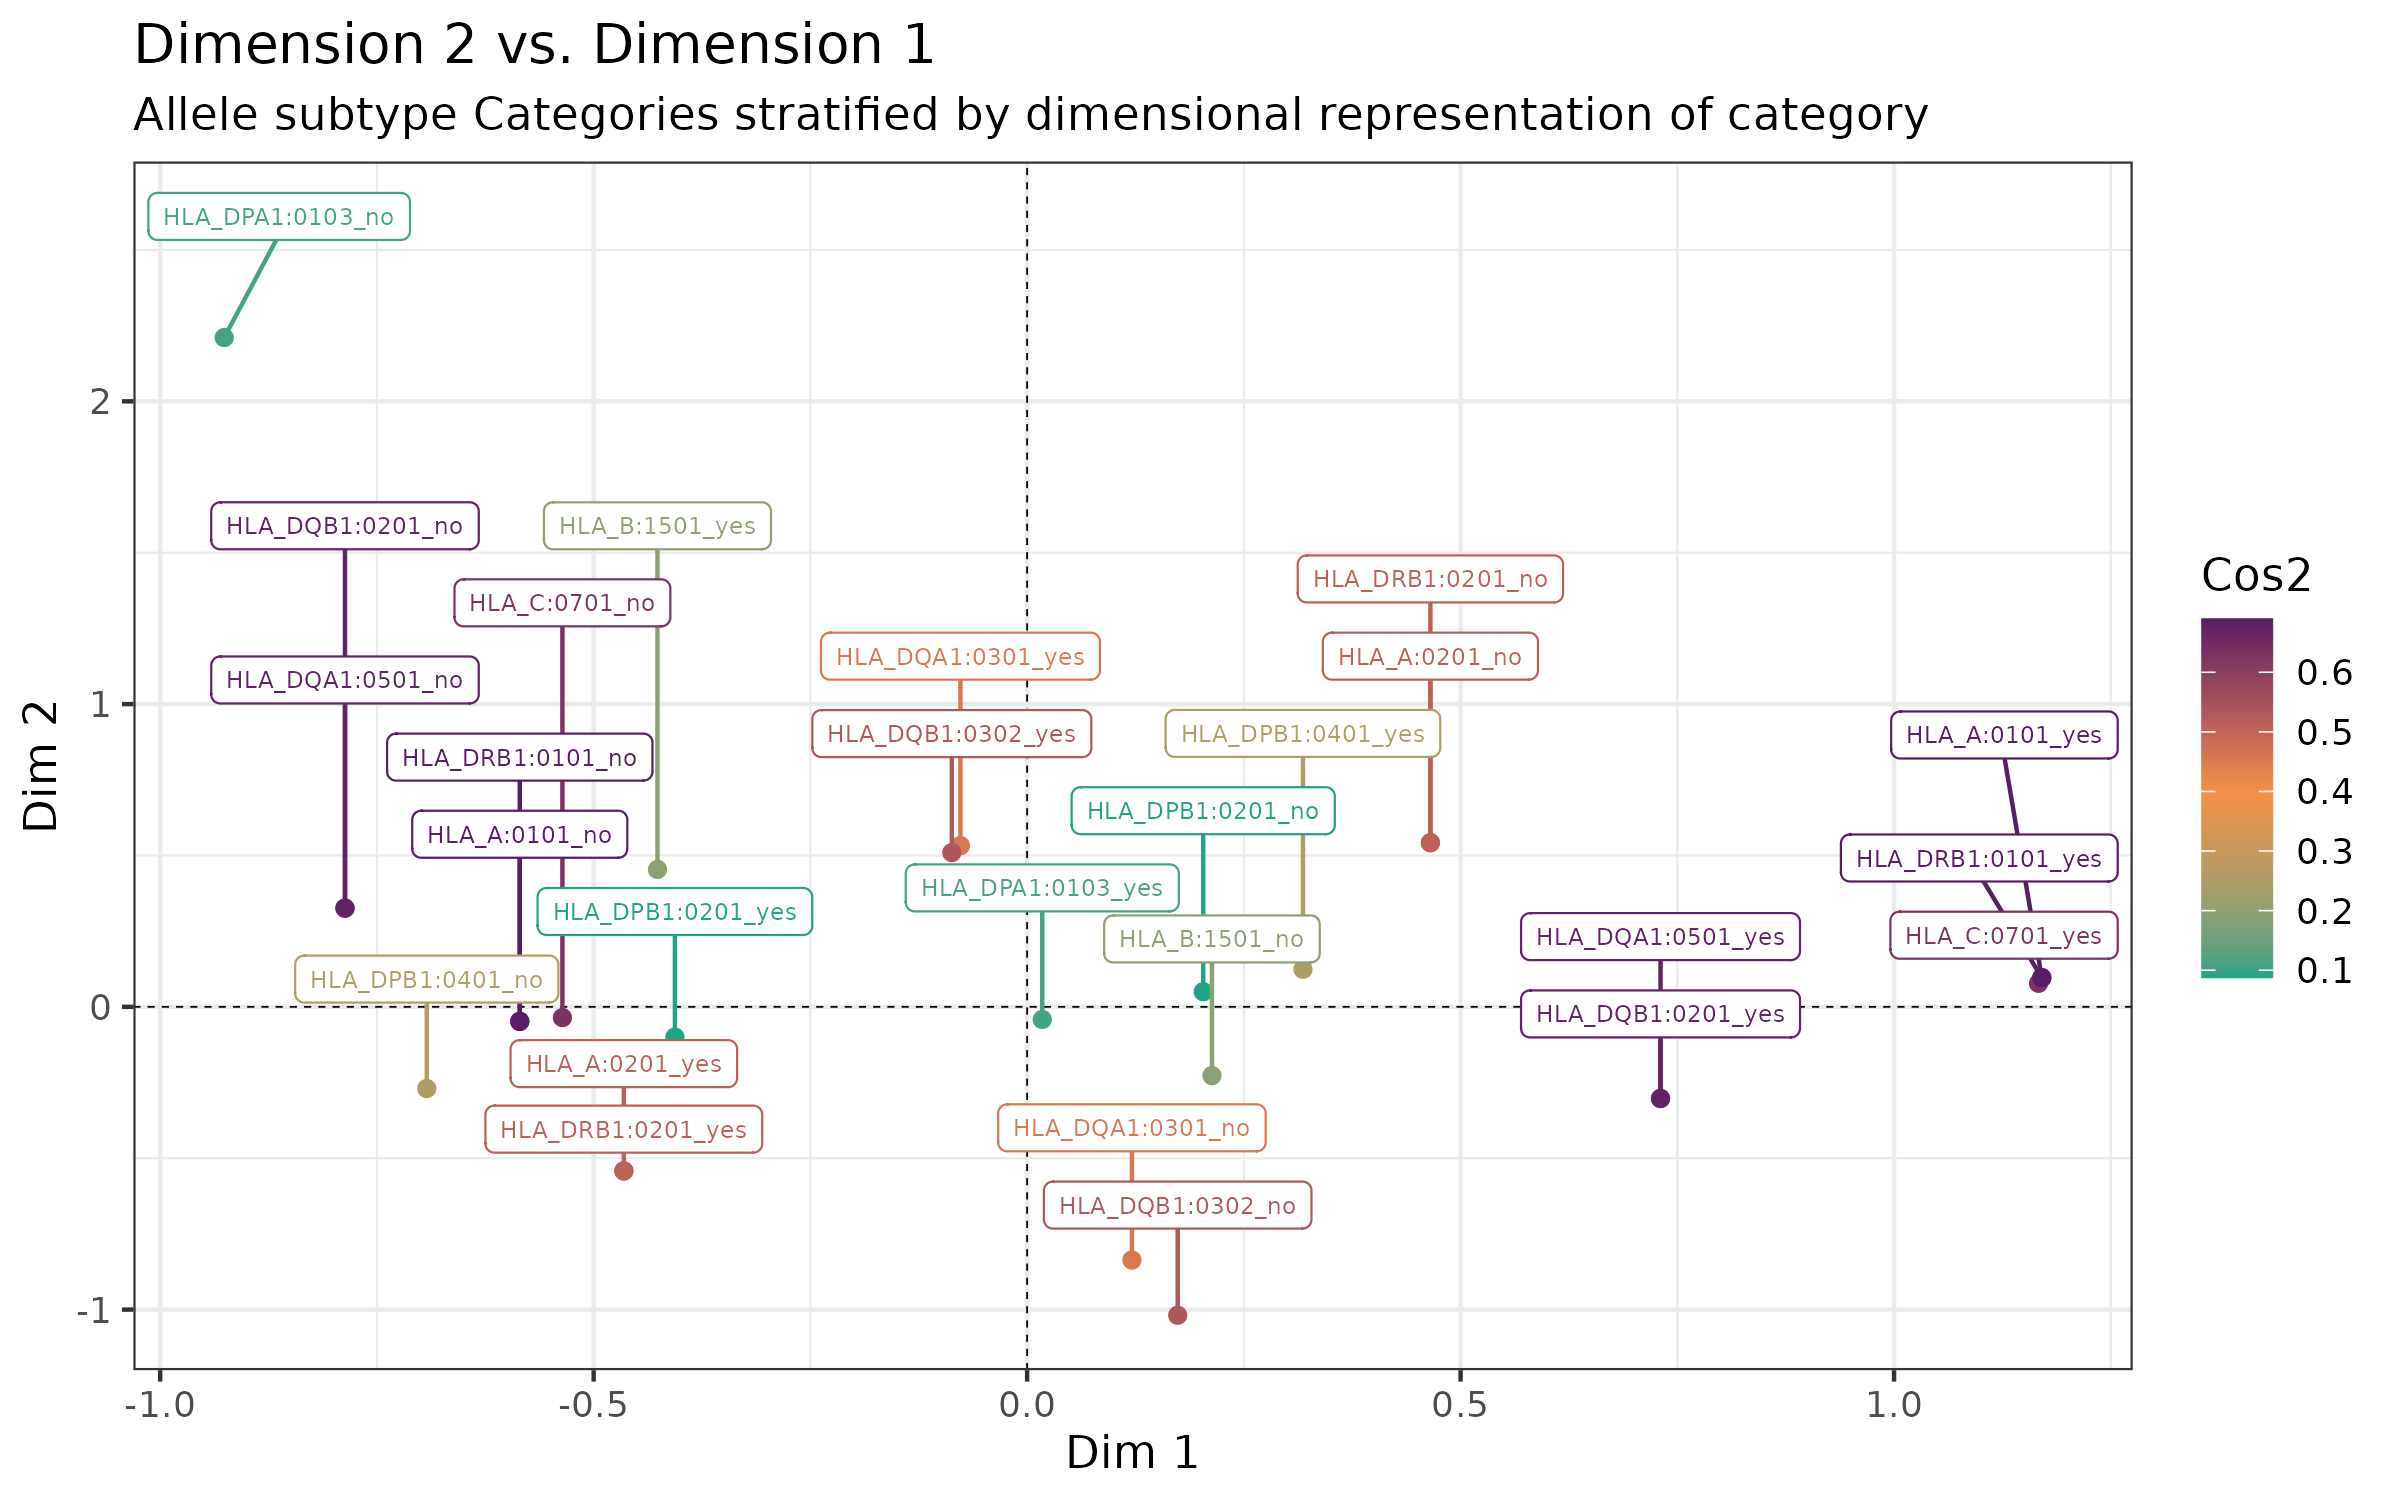 Dimension 2 vs. Dimension 1
Allele subtype Categories stratified by dimensional representation of category
HLA_DPA1:0103_no
HLA_DQB1:0201_no
HLA_B:1501_yes
HLA_DRB1:0201_no
HLA_C:0701_no
HLA_DQA1:0301_yes
HLA_A:0201_no
HLA_DQA1:0501_no
HLA_DQB1:0302_yes
HLA_DPB1:0401_yes
HLA_A:0101_yes
HLA_DRB1:0101_no
HLA_DPB1:0201_no
HLA_A:0101_no
HLA_DRB1:0101_yes
HLA_DPA1:0103_yes
HLA_DPB1:0201_yes
HLA_C:0701_yes
HLA_DQA1:0501_yes
HLA_B:1501_no
HLA_DPB1:0401_no
HLA_DQB1:0201_yes
HLA_A:0201_yes
HLA_DQA1:0301_no
HLA_DRB1:0201_yes
HLA_DQB1:0302_no
2
1
0
-1
Dim 2
-1.0
-0.5
0.0
0.5
1.0
Dim 1
Cos2
0.6
0.5
0.4
0.3
0.2
0.1